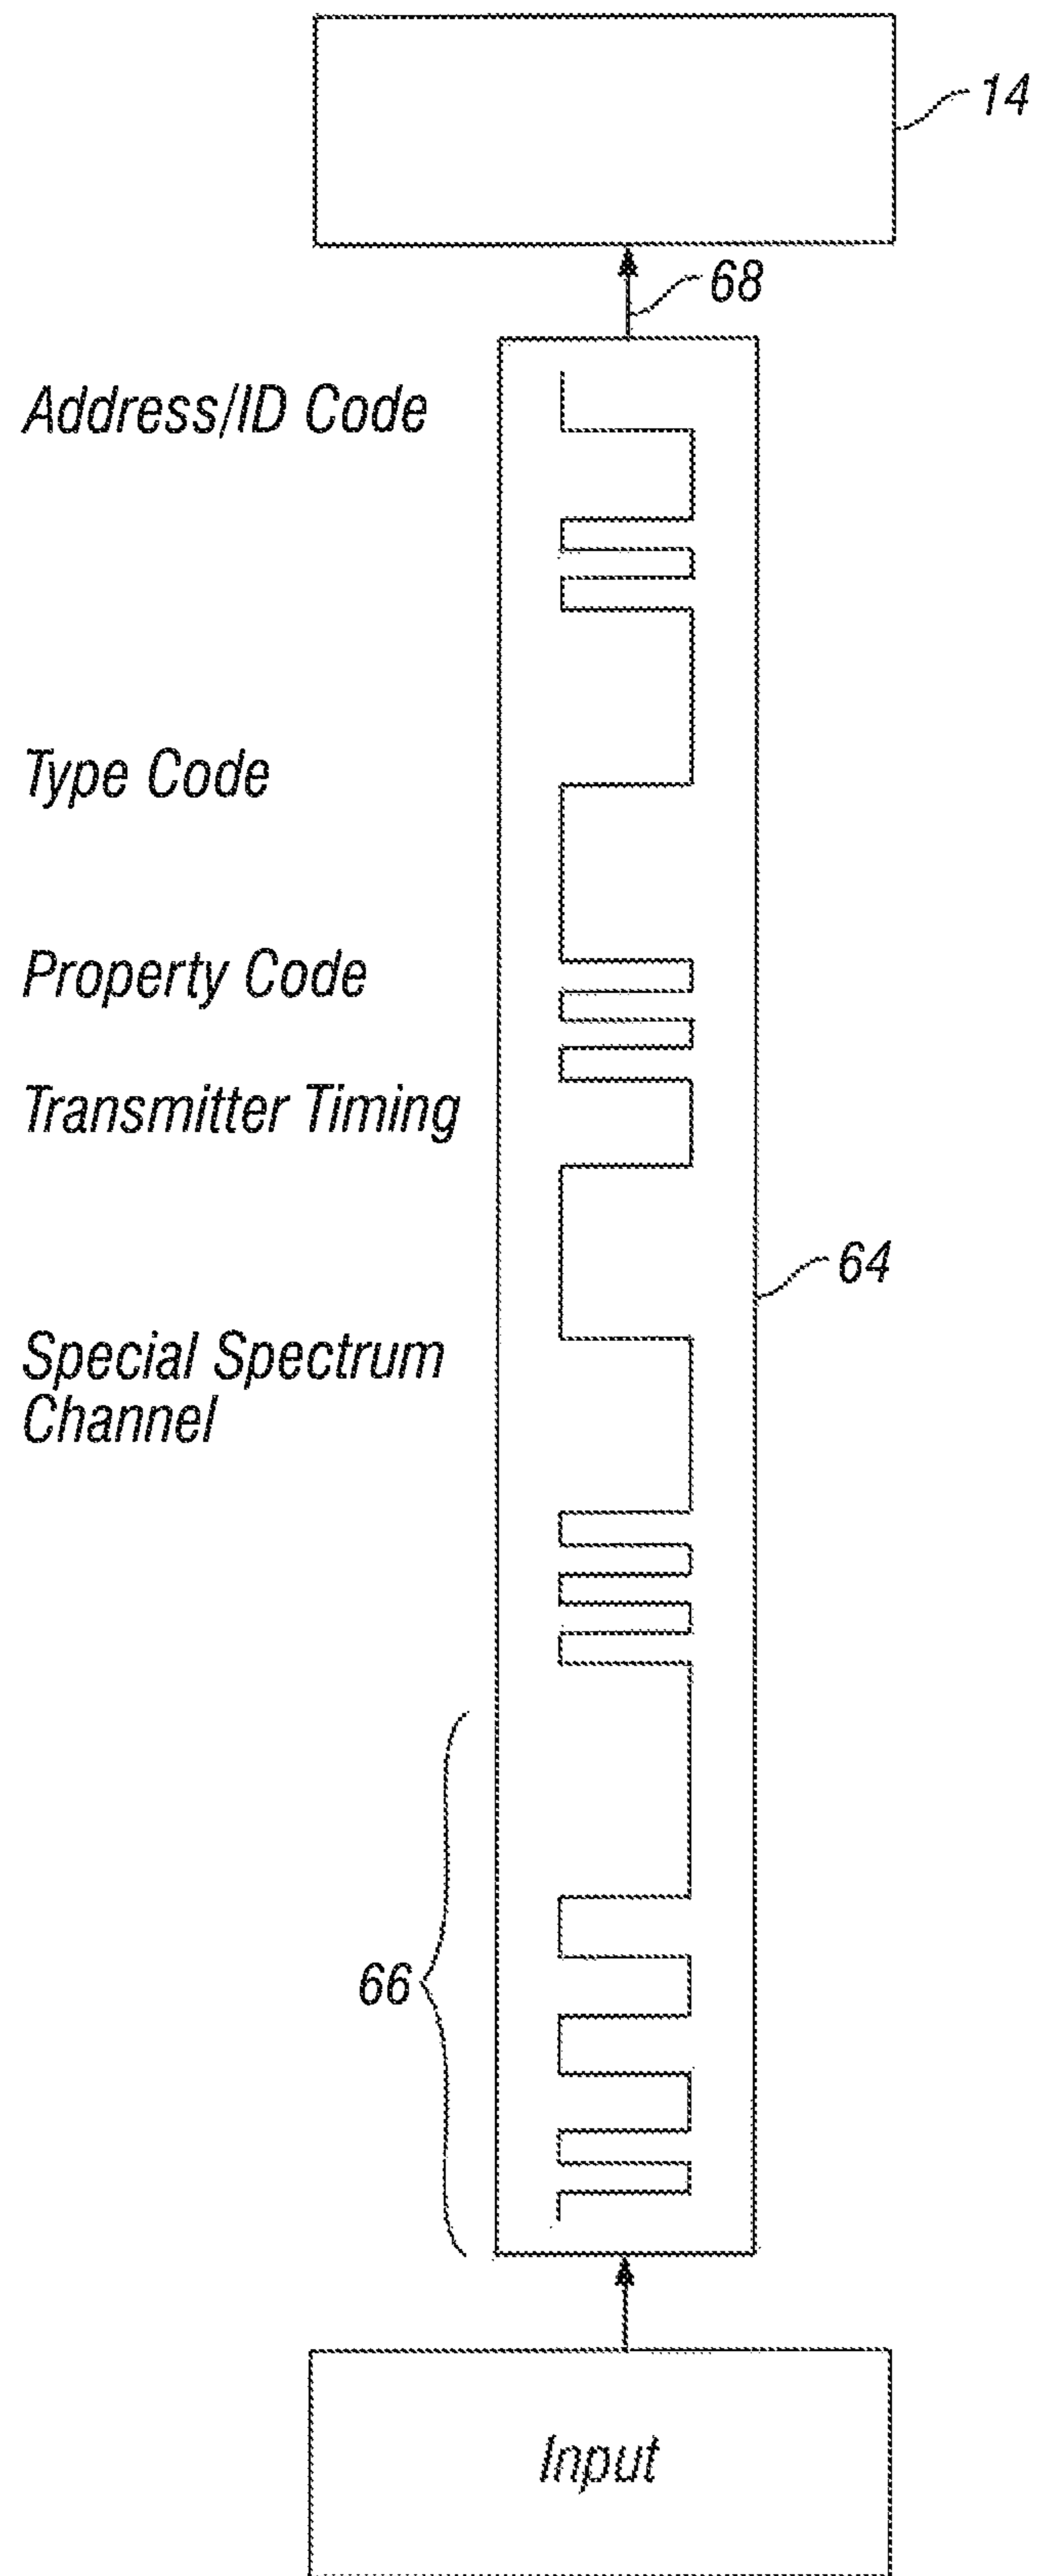 14
68
Address/ID Code
Type Code
Property Code
Transmitter Timing
64
Special Spectrum
Channel
66
Input